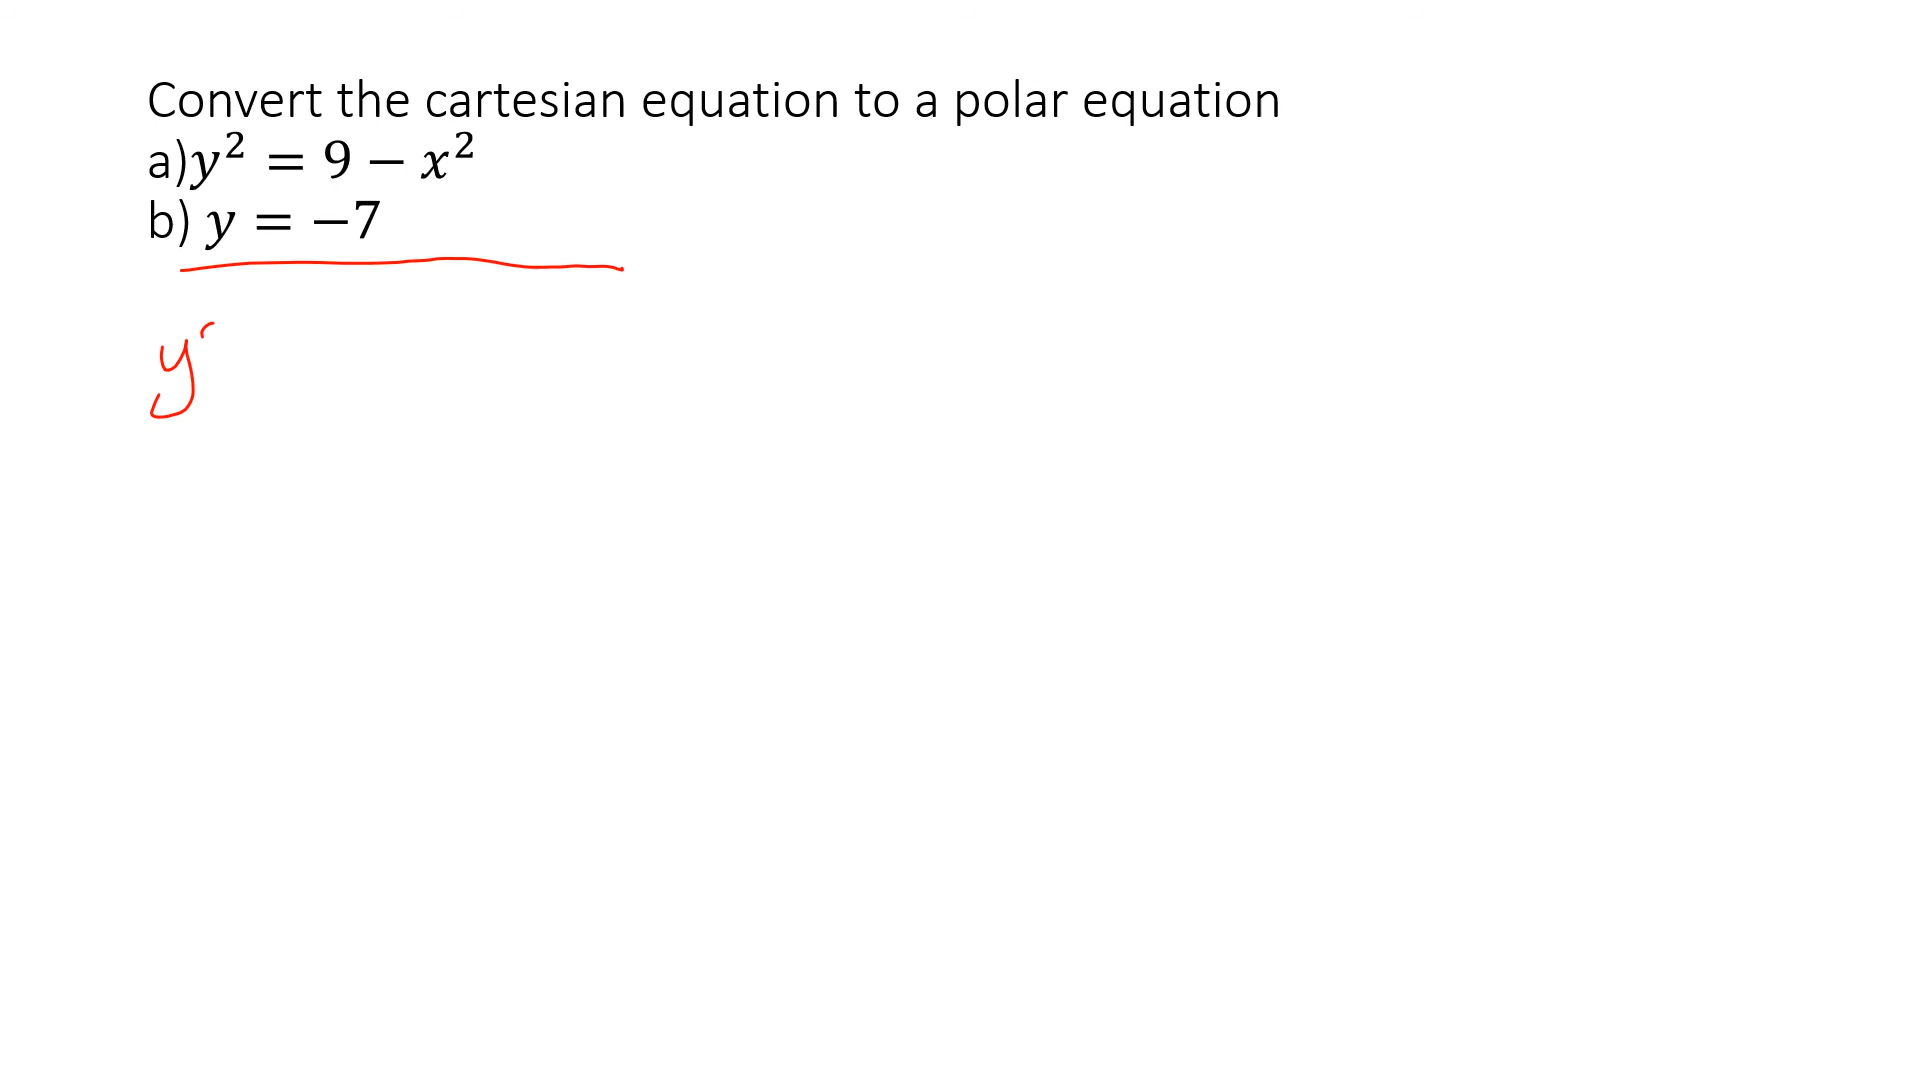 Convert the cartesian equation to a polar equation
a)y² = 9 − x²
b) y = −7
y